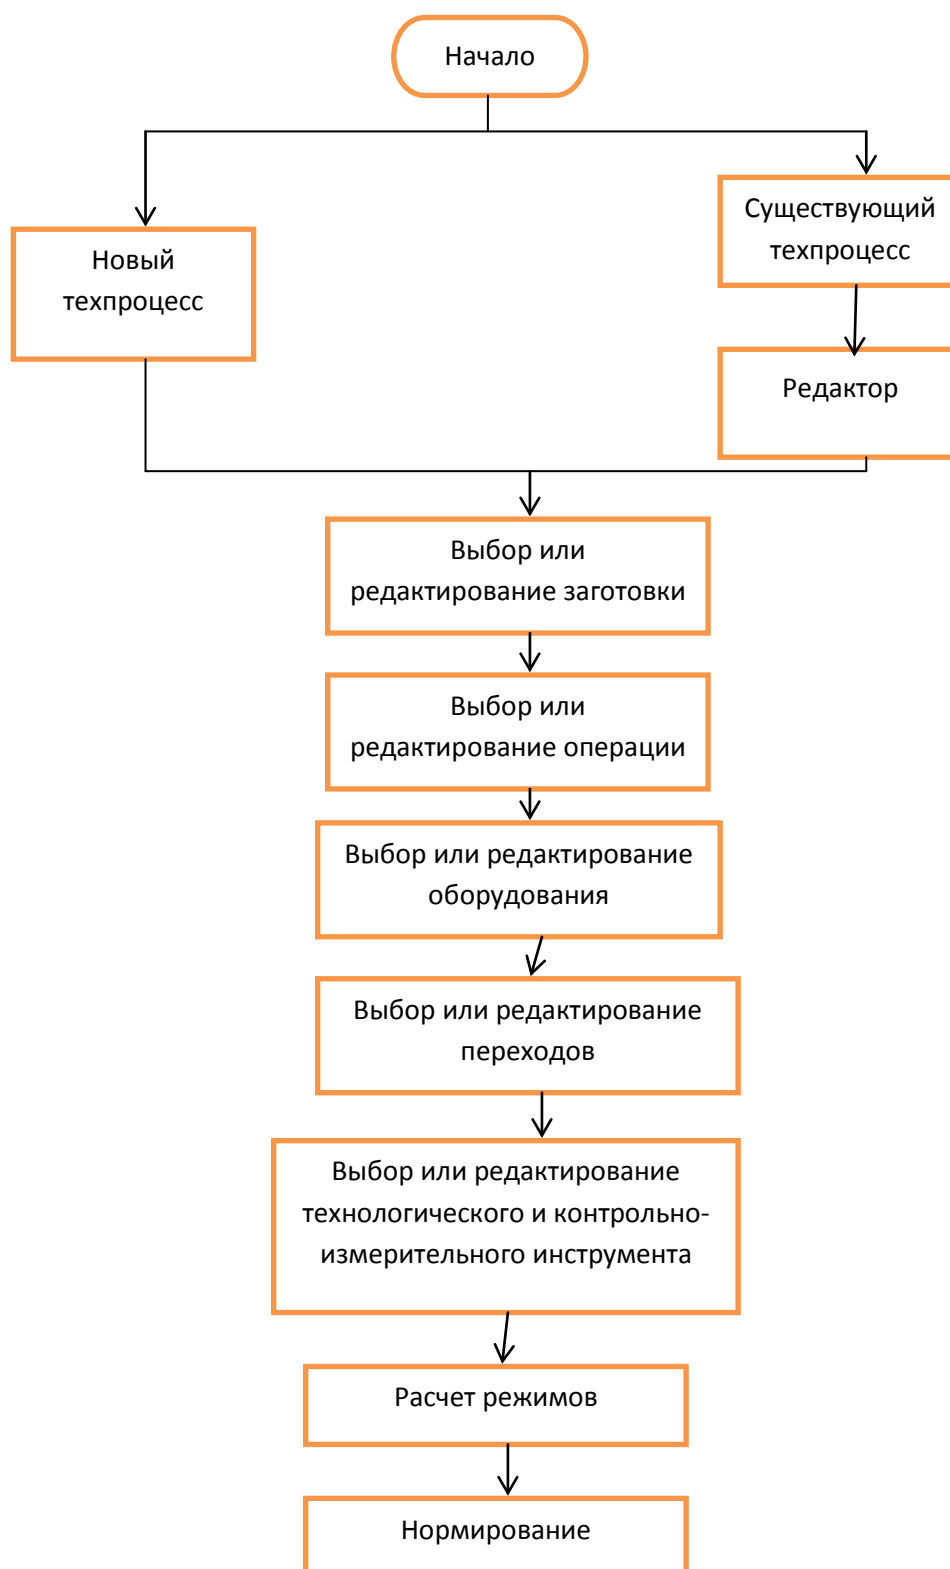 Начало
Существующий
техпроцесс
Новый
техпроцесс
Редактор
Выбор или
редактирование заготовки
Выбор или
редактирование операции
Выбор или редактирование
оборудования
Выбор или редактирование
переходов
Выбор или редактирование
технологического и контрольно-
измерительного инструмента
Расчет режимов
Нормирование